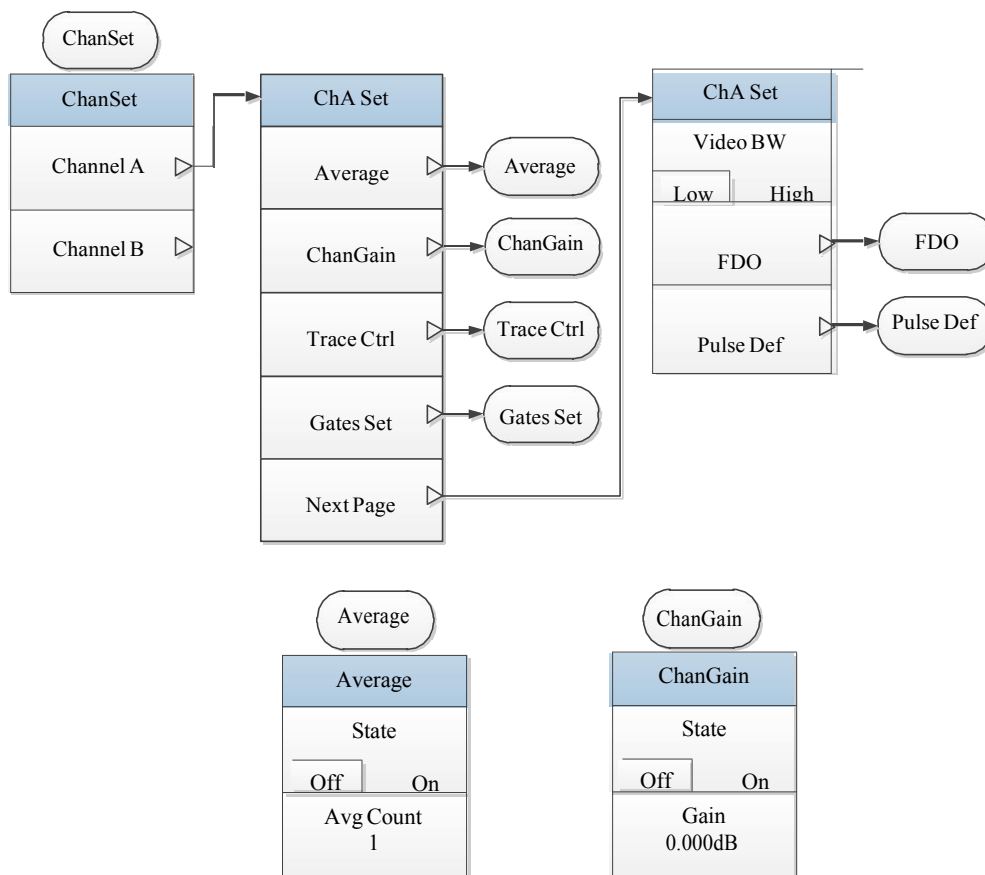 ChanSet
ChanSet
Channel A
Channel B
ChA Set
Average
ChanGain
Trace Ctrl
Gates Set
Next Page
Average
ChanGain
Trace Ctrl
Gates Set
ChA Set
Video BW
Low High
FDO
Pulse Def
FDO
Pulse Def
Average
Average
State
Off On
Avg Count
1
ChanGain
ChanGain
State
Off On
Gain
0.000dB